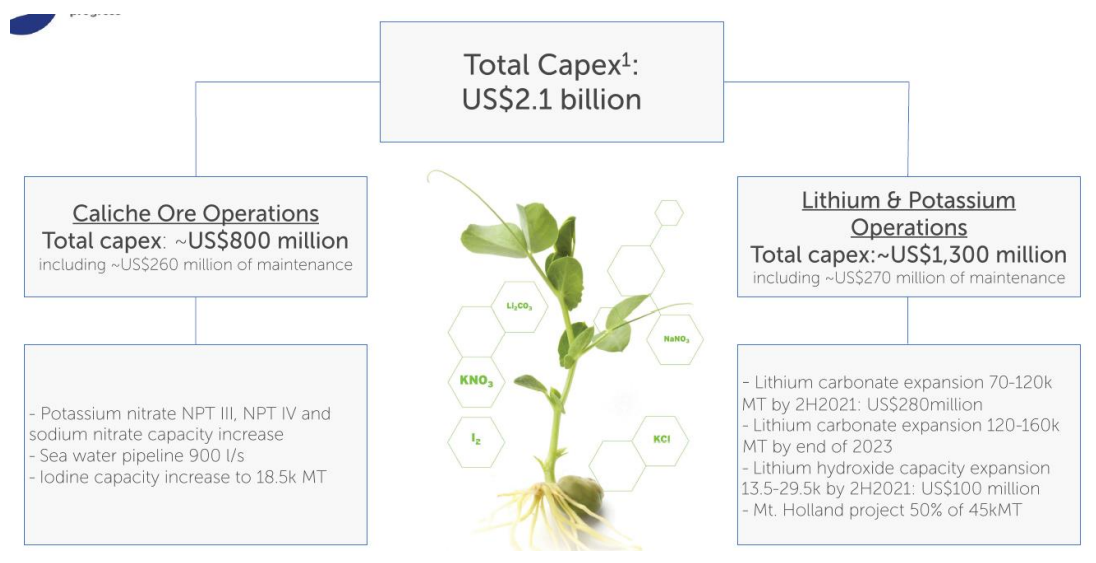 progress
Total Capex¹:
US$2.1 billion
Caliche Ore Operations
Total capex: ~US$800 million
including ~US$260 million of maintenance
Lithium & Potassium
Operations
Total capex:~US$1,300 million
including ~US$270 million of maintenance
Li₂CO₃
NaNO₃
KNO₃
I₂
KCl
- Potassium nitrate NPT III, NPT IV and
sodium nitrate capacity increase
- Sea water pipeline 900 l/s
- Iodine capacity increase to 18.5k MT
- Lithium carbonate expansion 70-120k
MT by 2H2021: US$280million
- Lithium carbonate expansion 120-160k
MT by end of 2023
- Lithium hydroxide capacity expansion
13.5-29.5k by 2H2021: US$100 million
- Mt. Holland project 50% of 45kMT